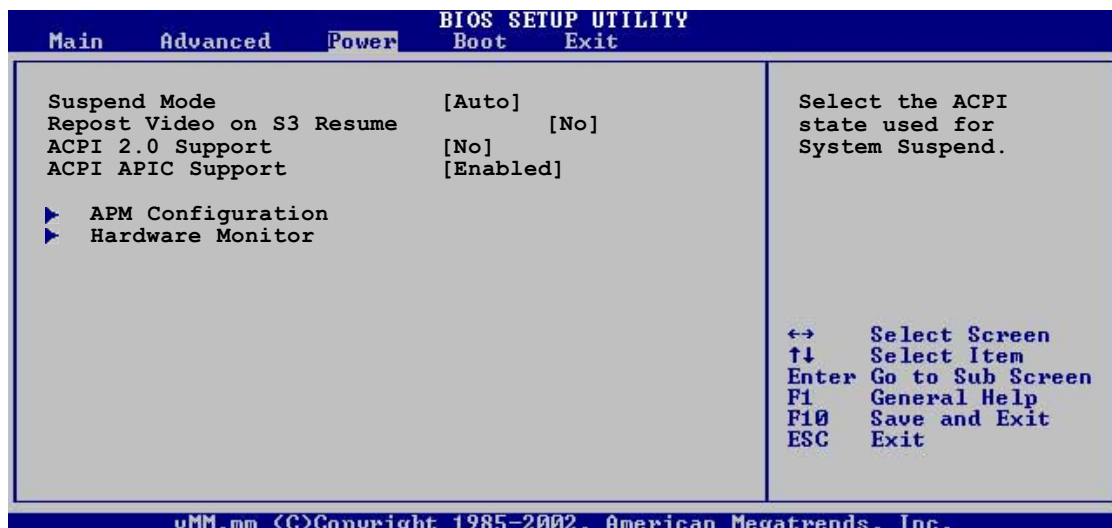 BIOS SETUP UTILITY
Main Advanced Power Boot Exit
Suspend Mode [Auto]
Repost Video on S3 Resume [No]
ACPI 2.0 Support [No]
ACPI APIC Support [Enabled]
APM Configuration
Hardware Monitor
Select the ACPI
state used for
System Suspend.
←→ Select Screen
↑↓ Select Item
Enter Go to Sub Screen
F1 General Help
F10 Save and Exit
ESC Exit
vMM.mm (C)Copyright 1985-2002, American Megatrends, Inc.